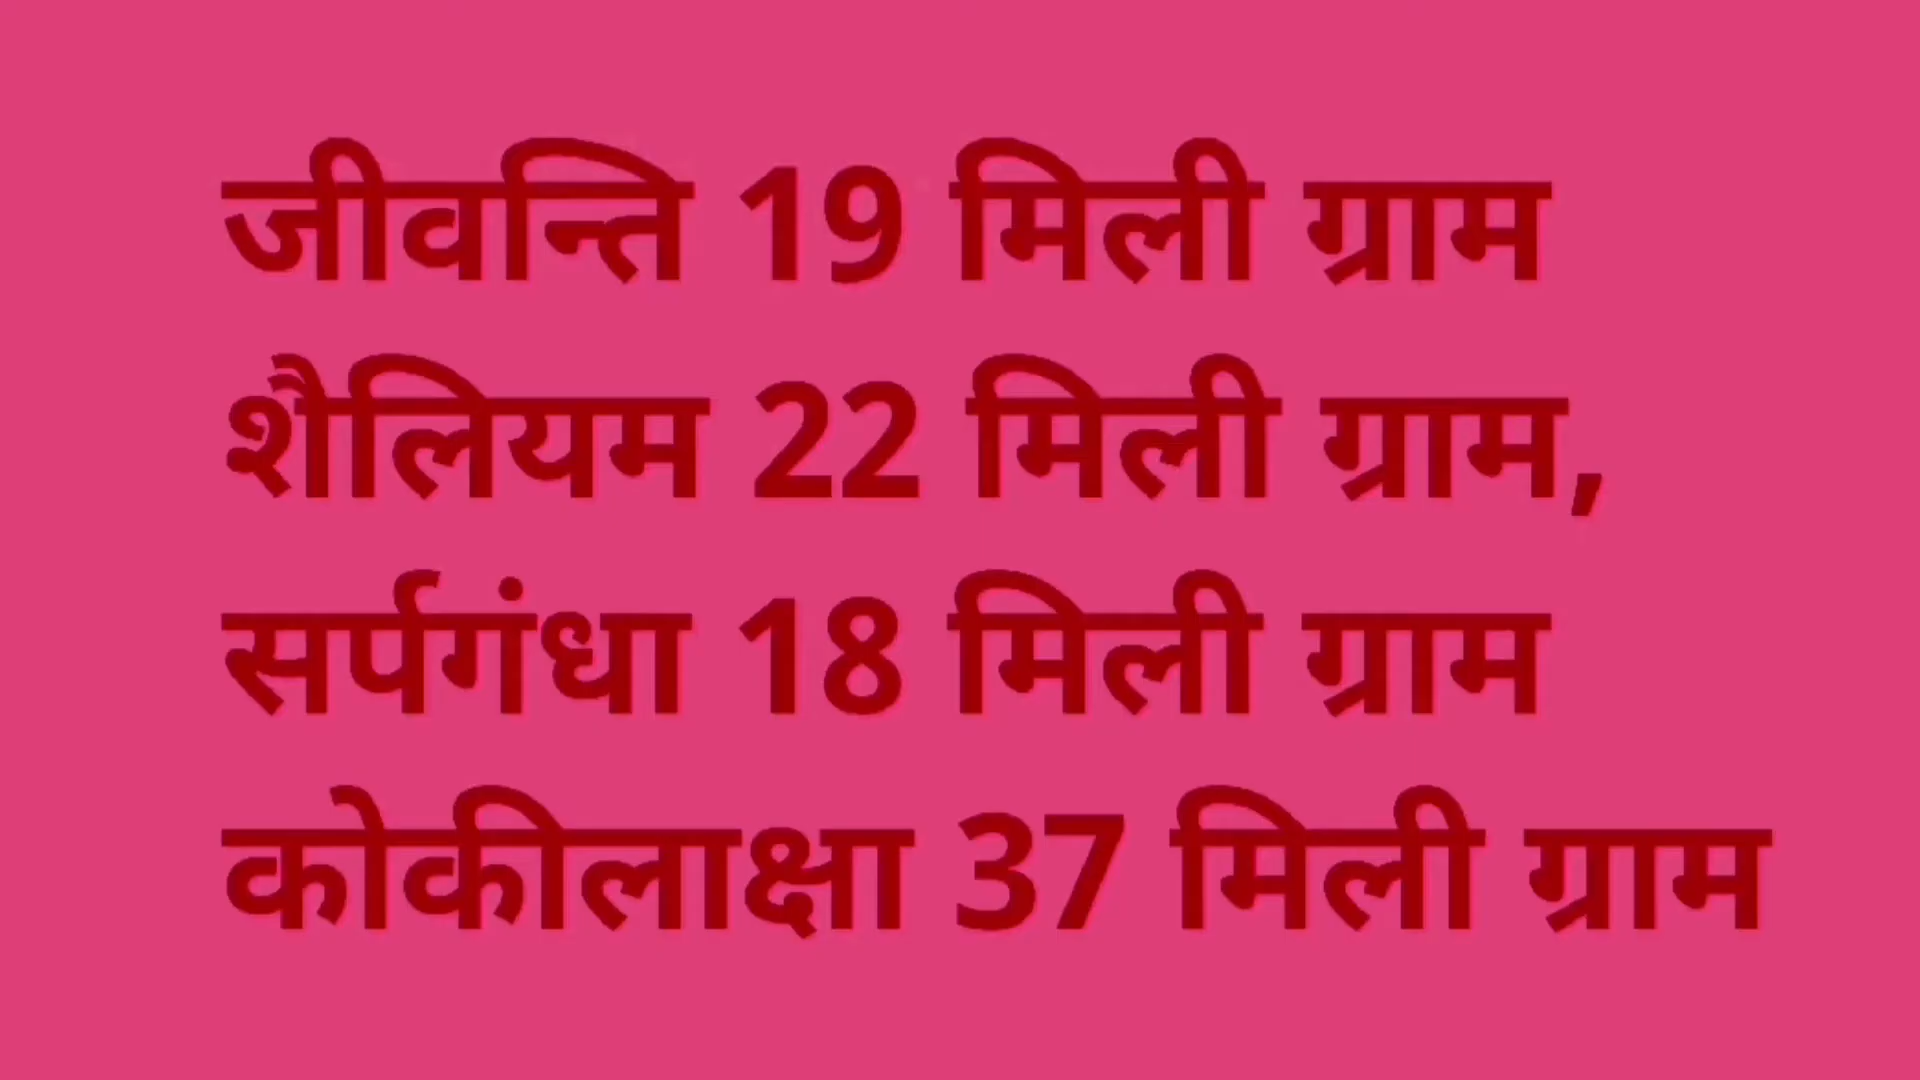 जीवन्ति 19 मिली ग्राम
शैलियम 22 मिली ग्राम,
सर्पगंधा 18 मिली ग्राम
कोकीलाक्षा 37 मिली ग्राम